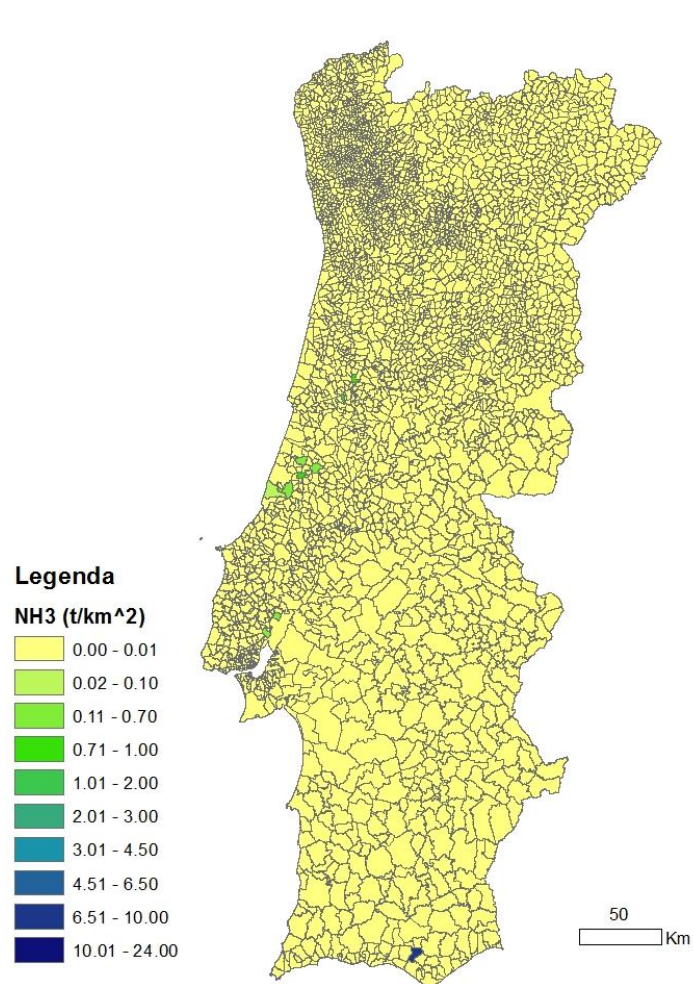 Legenda
NH3 (t/km^2)
0.00 - 0.01
0.02 - 0.10
0.11 - 0.70
0.71 - 1.00
1.01 - 2.00
2.01 - 3.00
3.01 - 4.50
4.51 - 6.50
6.51 - 10.00
10.01 - 24.00
50
Km